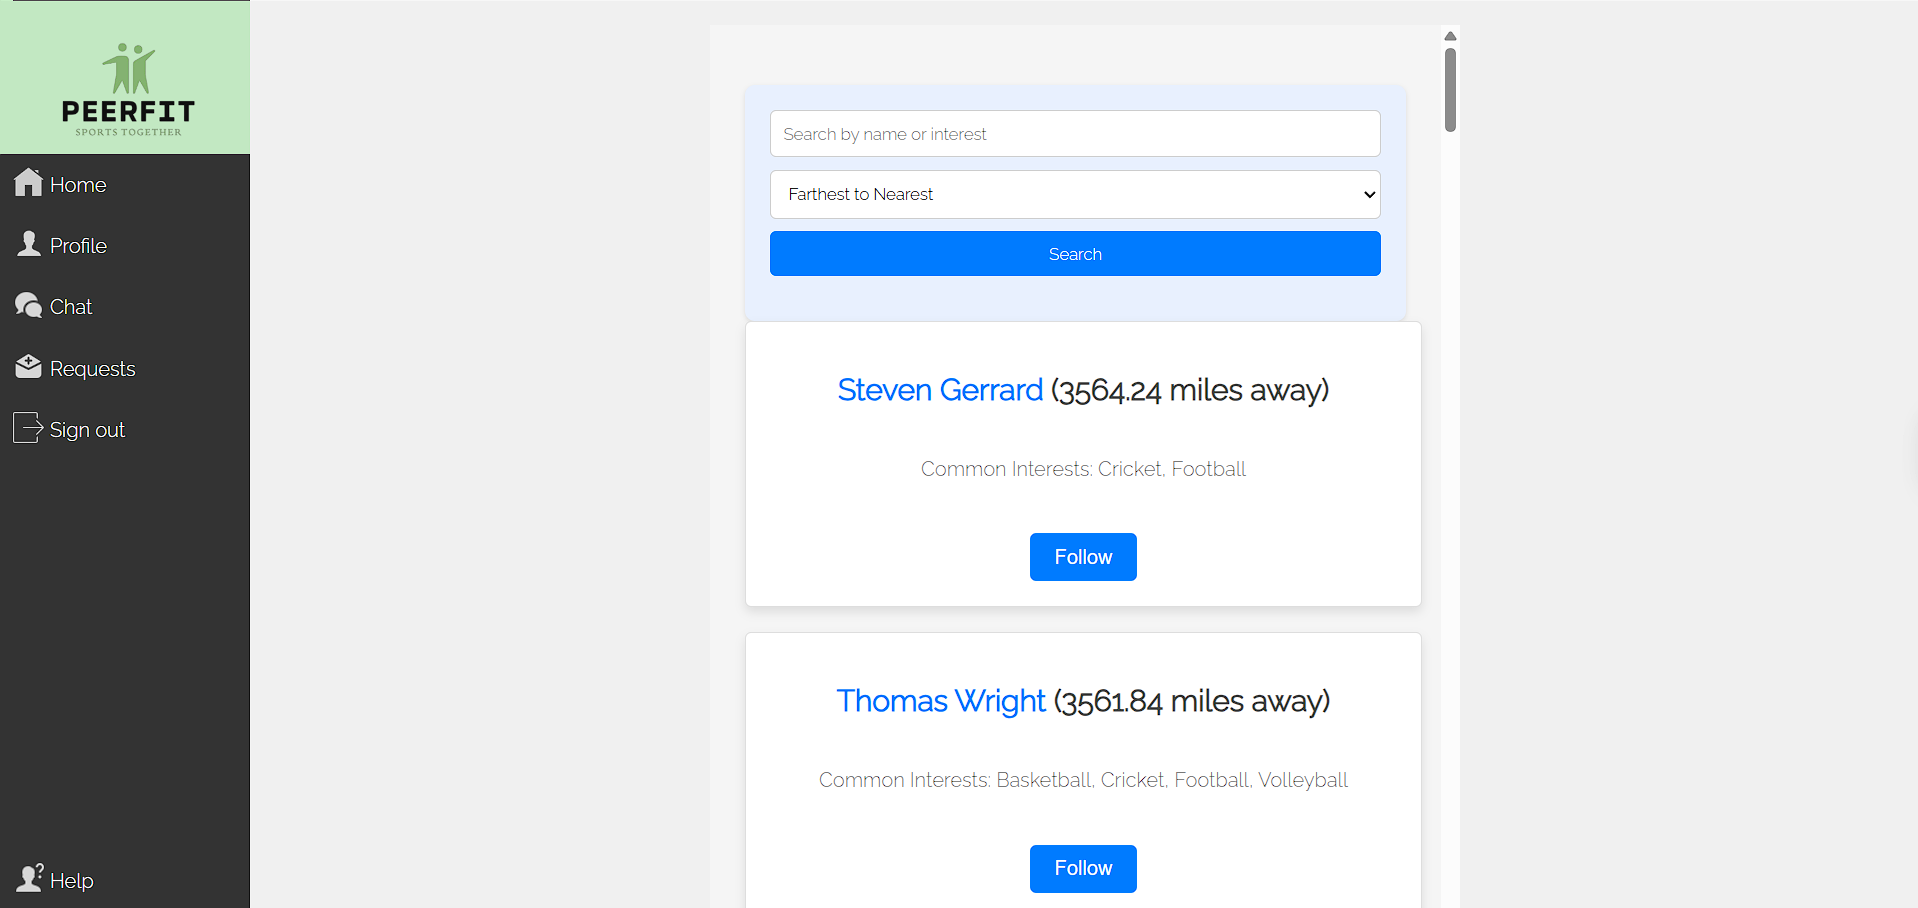 PEERFIT
SPORTS TOGETHER
Home
Profile
Chat
Requests
Sign out
Help
Search by name or interest
Farthest to Nearest
Search
Steven Gerrard (3564.24 miles away)
Common Interests: Cricket, Football
Follow
Thomas Wright (3561.84 miles away)
Common Interests: Basketball, Cricket, Football, Volleyball
Follow